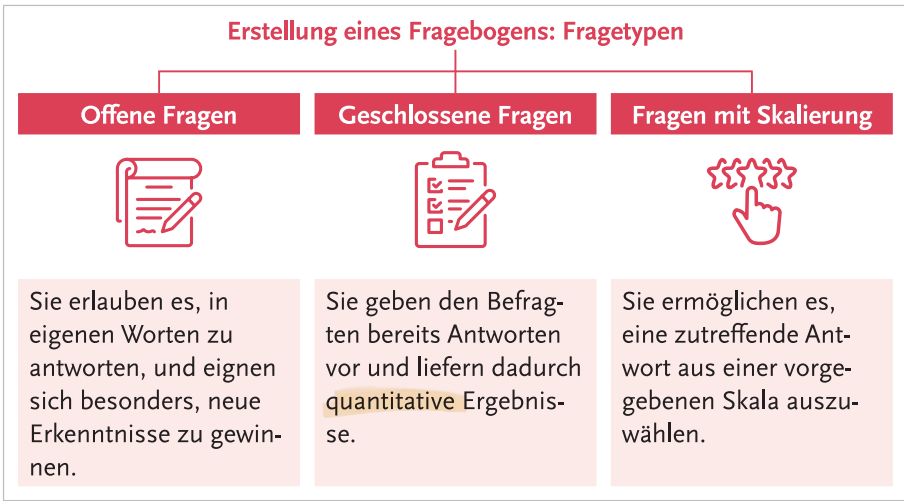 Erstellung eines Fragebogens: Fragetypen
Offene Fragen
Geschlossene Fragen
Fragen mit Skalierung
Sie erlauben es, in
eigenen Worten zu
antworten, und eignen
sich besonders, neue
Erkenntnisse zu gewin-
nen.
Sie geben den Befrag-
ten bereits Antworten
vor und liefern dadurch
quantitative Ergebnis-
se.
Sie ermöglichen es,
eine zutreffende Ant-
wort aus einer vorge-
gebenen Skala auszu-
wählen.